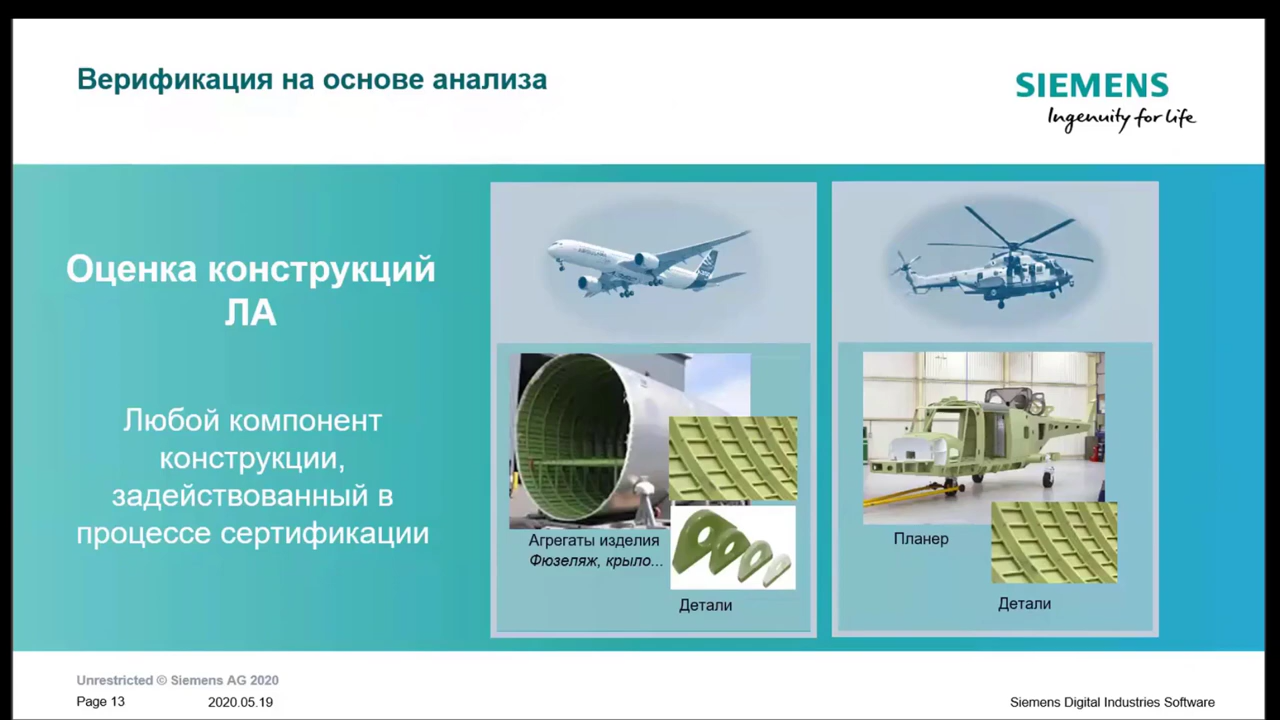 Верификация на основе анализа
SIEMENS
Ingenuity for life
Оценка конструкций
ЛА
Любой компонент
конструкции,
задействованный в
процессе сертификации
Агрегаты изделия
Фюзеляж, крыло...
Детали
Планер
Детали
Unrestricted © Siemens AG 2020
Page 13
2020.05.19
Siemens Digital Industries Software